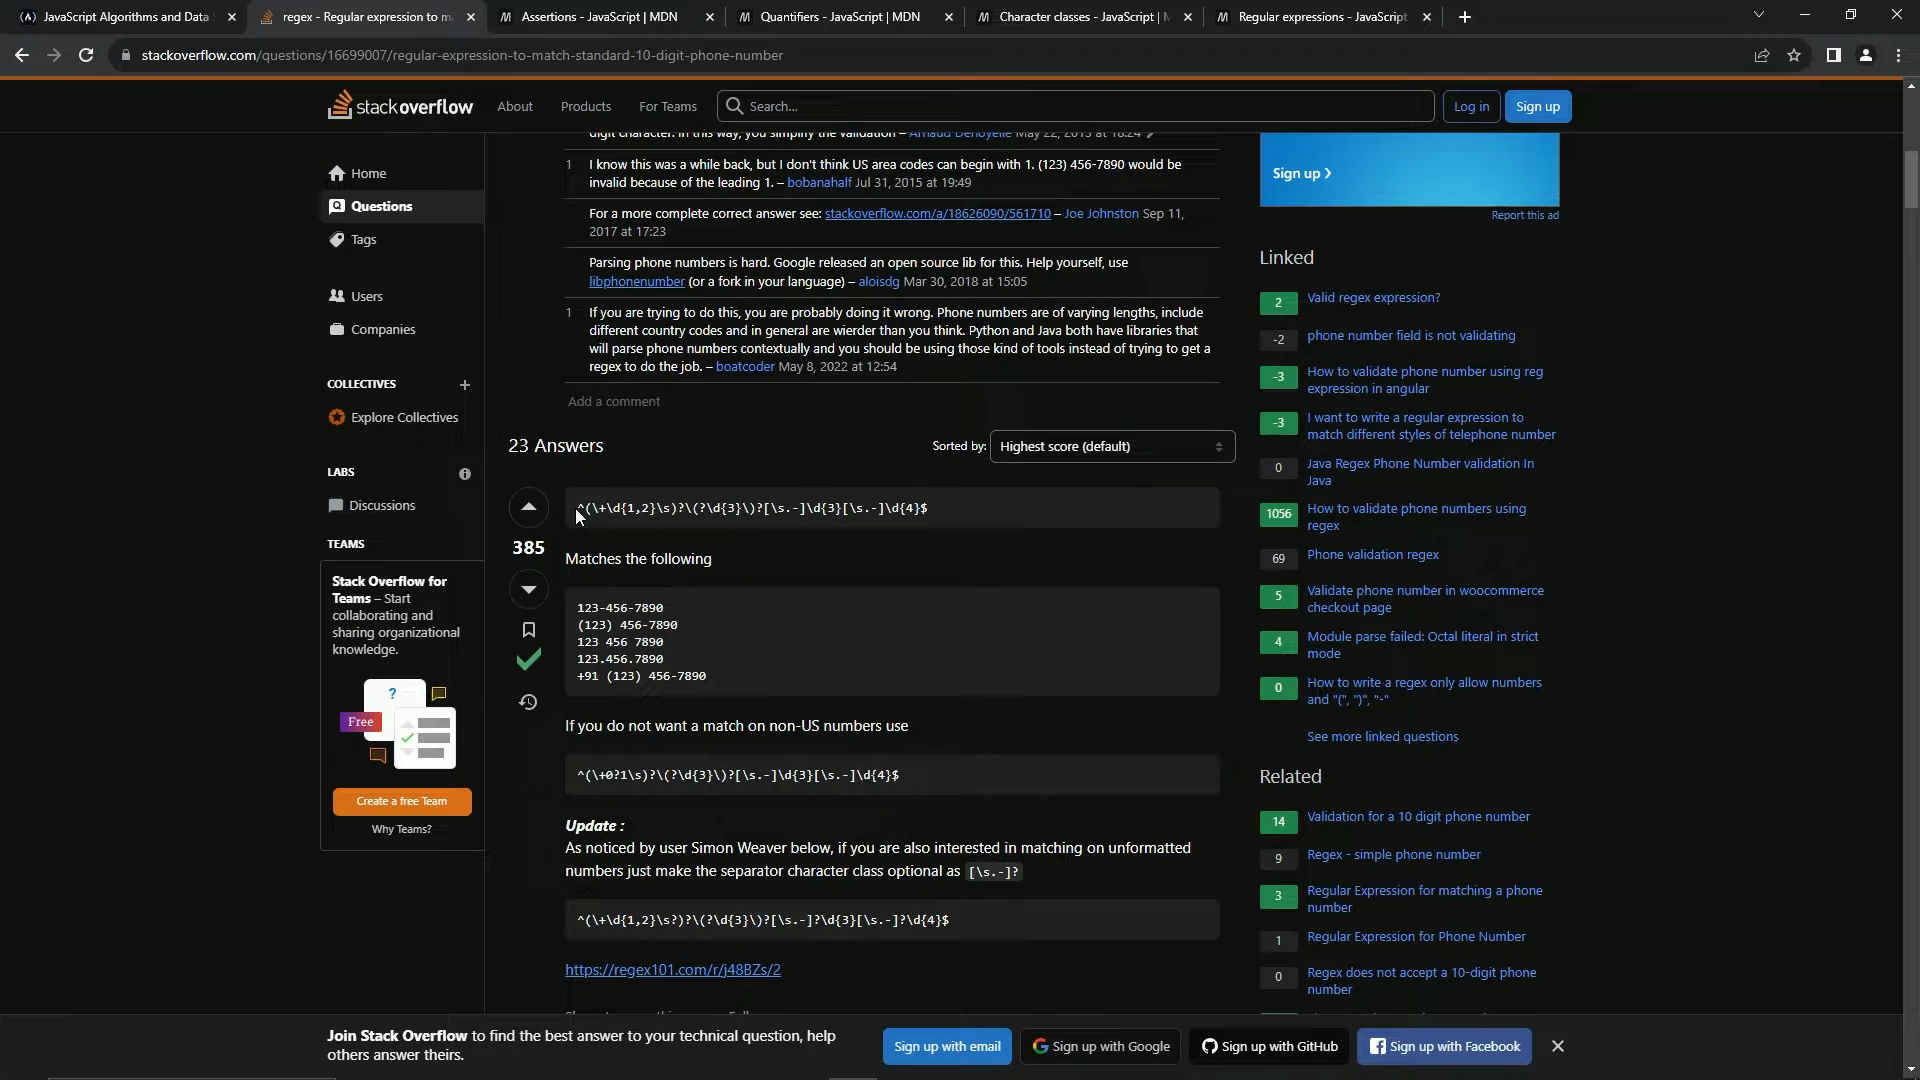 JavaScript Algorithms and Data
regex - Regular expression to m
Assertions - JavaScript | MDN
Quantifiers - JavaScript | MDN
Character classes - JavaScript |
Regular expressions - JavaScript
stackoverflow.com/questions/16699007/regular-expression-to-match-standard-10-digit-phone-number
stackoverflow
About
Products
For Teams
Search...
Log in
Sign up
Home
Questions
Tags
Users
Companies
COLLECTIVES
Explore Collectives
LABS
Discussions
TEAMS
Stack Overflow for
Teams – Start
collaborating and
sharing organizational
knowledge.
?
Free
Create a free Team
Why Teams?
digit character. In this way, you simplify the validation – Arnaud Denoyelle May 22, 2013 at 16:24
1 I know this was a while back, but I don't think US area codes can begin with 1. (123) 456-7890 would be
invalid because of the leading 1. – bobanahalf Jul 31, 2015 at 19:49
For a more complete correct answer see: stackoverflow.com/a/18626090/561710 – Joe Johnston Sep 11,
2017 at 17:23
Parsing phone numbers is hard. Google released an open source lib for this. Help yourself, use
libphonenumber (or a fork in your language) – aloisdg Mar 30, 2018 at 15:05
1 If you are trying to do this, you are probably doing it wrong. Phone numbers are of varying lengths, include
different country codes and in general are wierder than you think. Python and Java both have libraries that
will parse phone numbers contextually and you should be using those kind of tools instead of trying to get a
regex to do the job. – boatcoder May 8, 2022 at 12:54
Add a comment
23 Answers
Sorted by:
Highest score (default)
385
^(\+\d{1,2}\s)?\(?\d{3}\)?[\s.-]\d{3}[\s.-]\d{4}$
Matches the following
123-456-7890
(123) 456-7890
123 456 7890
123.456.7890
+91 (123) 456-7890
If you do not want a match on non-US numbers use
^(\+0?1\s)?\(?\d{3}\)?[\s.-]\d{3}[\s.-]\d{4}$
Update :
As noticed by user Simon Weaver below, if you are also interested in matching on unformatted
numbers just make the separator character class optional as [\s.-]?
^(\+\d{1,2}\s?)?\(?\d{3}\)?[\s.-]?\d{3}[\s.-]?\d{4}$
https://regex101.com/r/j48BZs/2
Sign up >
Report this ad
Linked
2 Valid regex expression?
-2 phone number field is not validating
-3 How to validate phone number using reg
expression in angular
-3 I want to write a regular expression to
match different styles of telephone number
0 Java Regex Phone Number validation In
Java
1056 How to validate phone numbers using
regex
69 Phone validation regex
5 Validate phone number in woocommerce
checkout page
4 Module parse failed: Octal literal in strict
mode
0 How to write a regex only allow numbers
and "(", ")", "-"
See more linked questions
Related
14 Validation for a 10 digit phone number
9 Regex - simple phone number
3 Regular Expression for matching a phone
number
1 Regular Expression for Phone Number
0 Regex does not accept a 10-digit phone
number
Join Stack Overflow to find the best answer to your technical question, help
others answer theirs.
Sign up with email
Sign up with Google
Sign up with GitHub
Sign up with Facebook